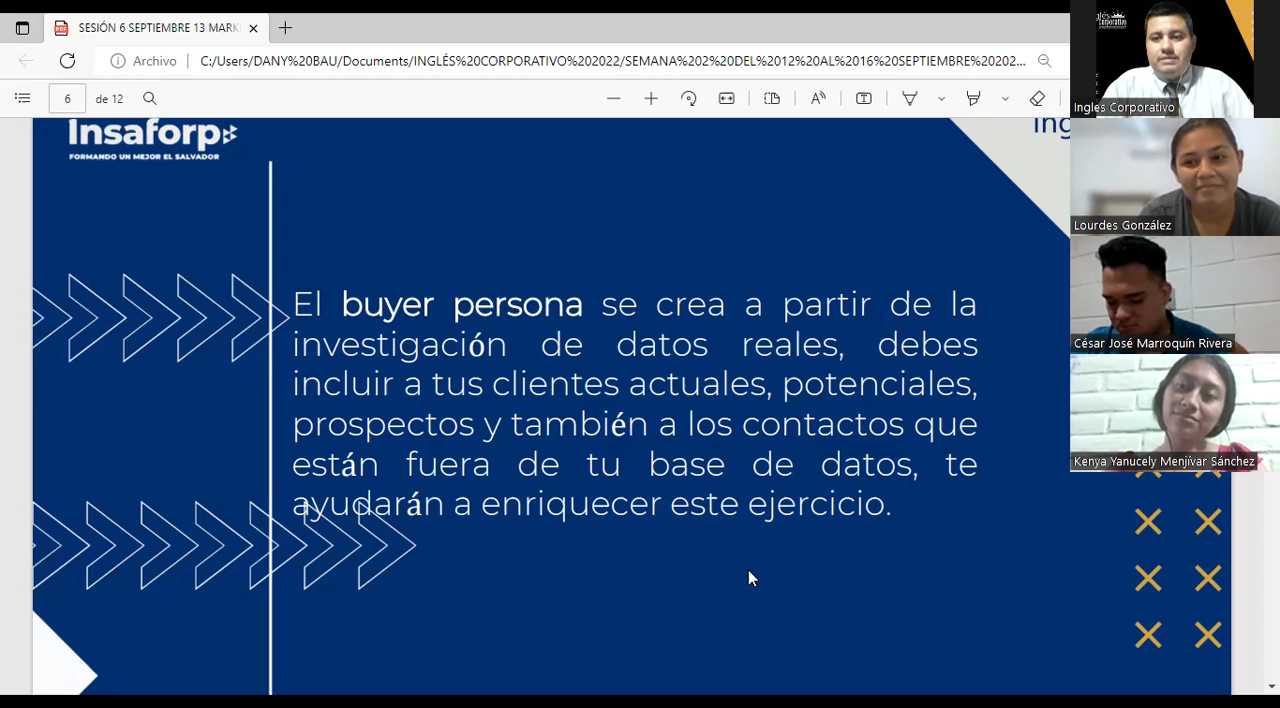 SESIÓN 6 SEPTIEMBRE 13 MARK
Archivo
C:/Users/DANY%20BAU/Documents/INGLÉS%20CORPORATIVO%202022/SEMANA%202%20DEL%2012%20AL%2016%20SEPTIEMBRE%20202...
6
de 12
Insaforp
FORMANDO UN MEJOR EL SALVADOR
Ing
El buyer persona se crea a partir de la
investigación de datos reales, debes
incluir a tus clientes actuales, potenciales,
prospectos y también a los contactos que
están fuera de tu base de datos, te
ayudarán a enriquecer este ejercicio.
Inglés Corporativo
Ingles Corporativo
Lourdes González
César José Marroquín Rivera
Kenya Yanucely Menjívar Sánchez